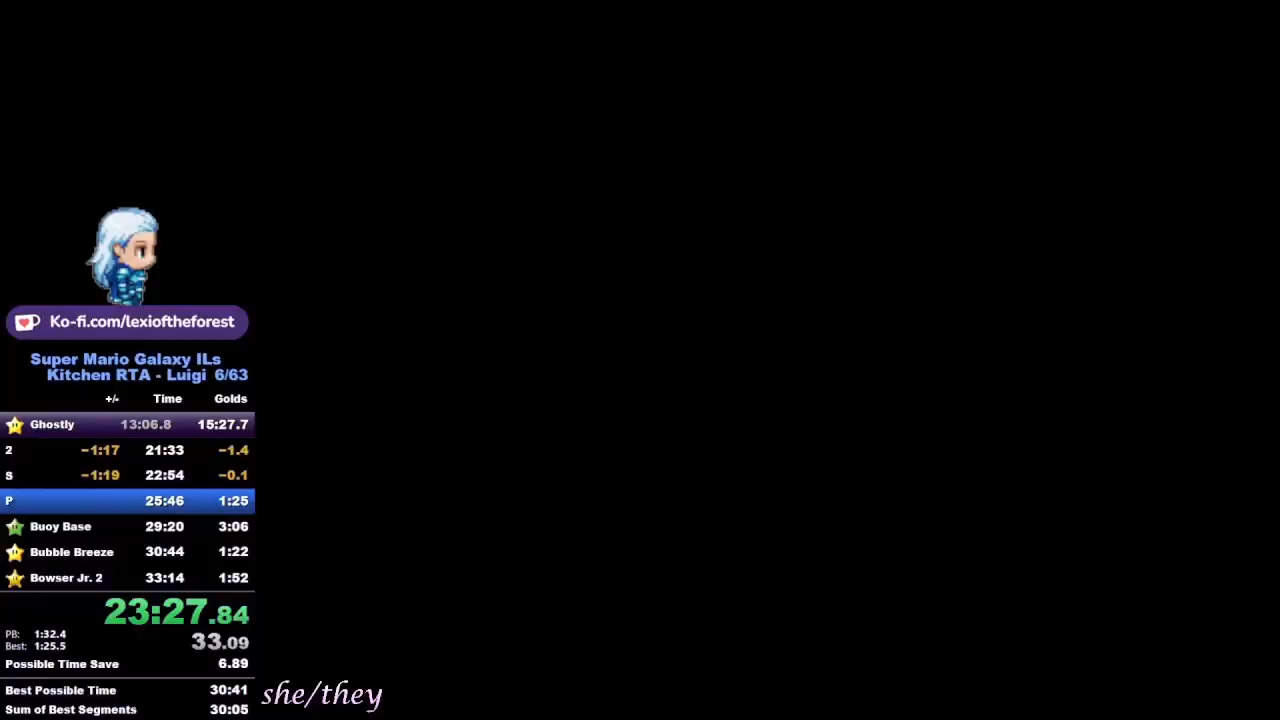 Ko-fi.com/lexioftheforest
Super Mario Galaxy ILs
Kitchen RTA - Luigi 6/63
+/- Time Golds
Ghostly 13:06.8 15:27.7
2 −1:17 21:33 −1.4
S −1:19 22:54 −0.1
P 25:46 1:25
Buoy Base 29:20 3:06
Bubble Breeze 30:44 1:22
Bowser Jr. 2 33:14 1:52
23:27.84
PB: 1:32.4
Best: 1:25.5
33.09
Possible Time Save 6.89
Best Possible Time 30:41
Sum of Best Segments 30:05
she/they